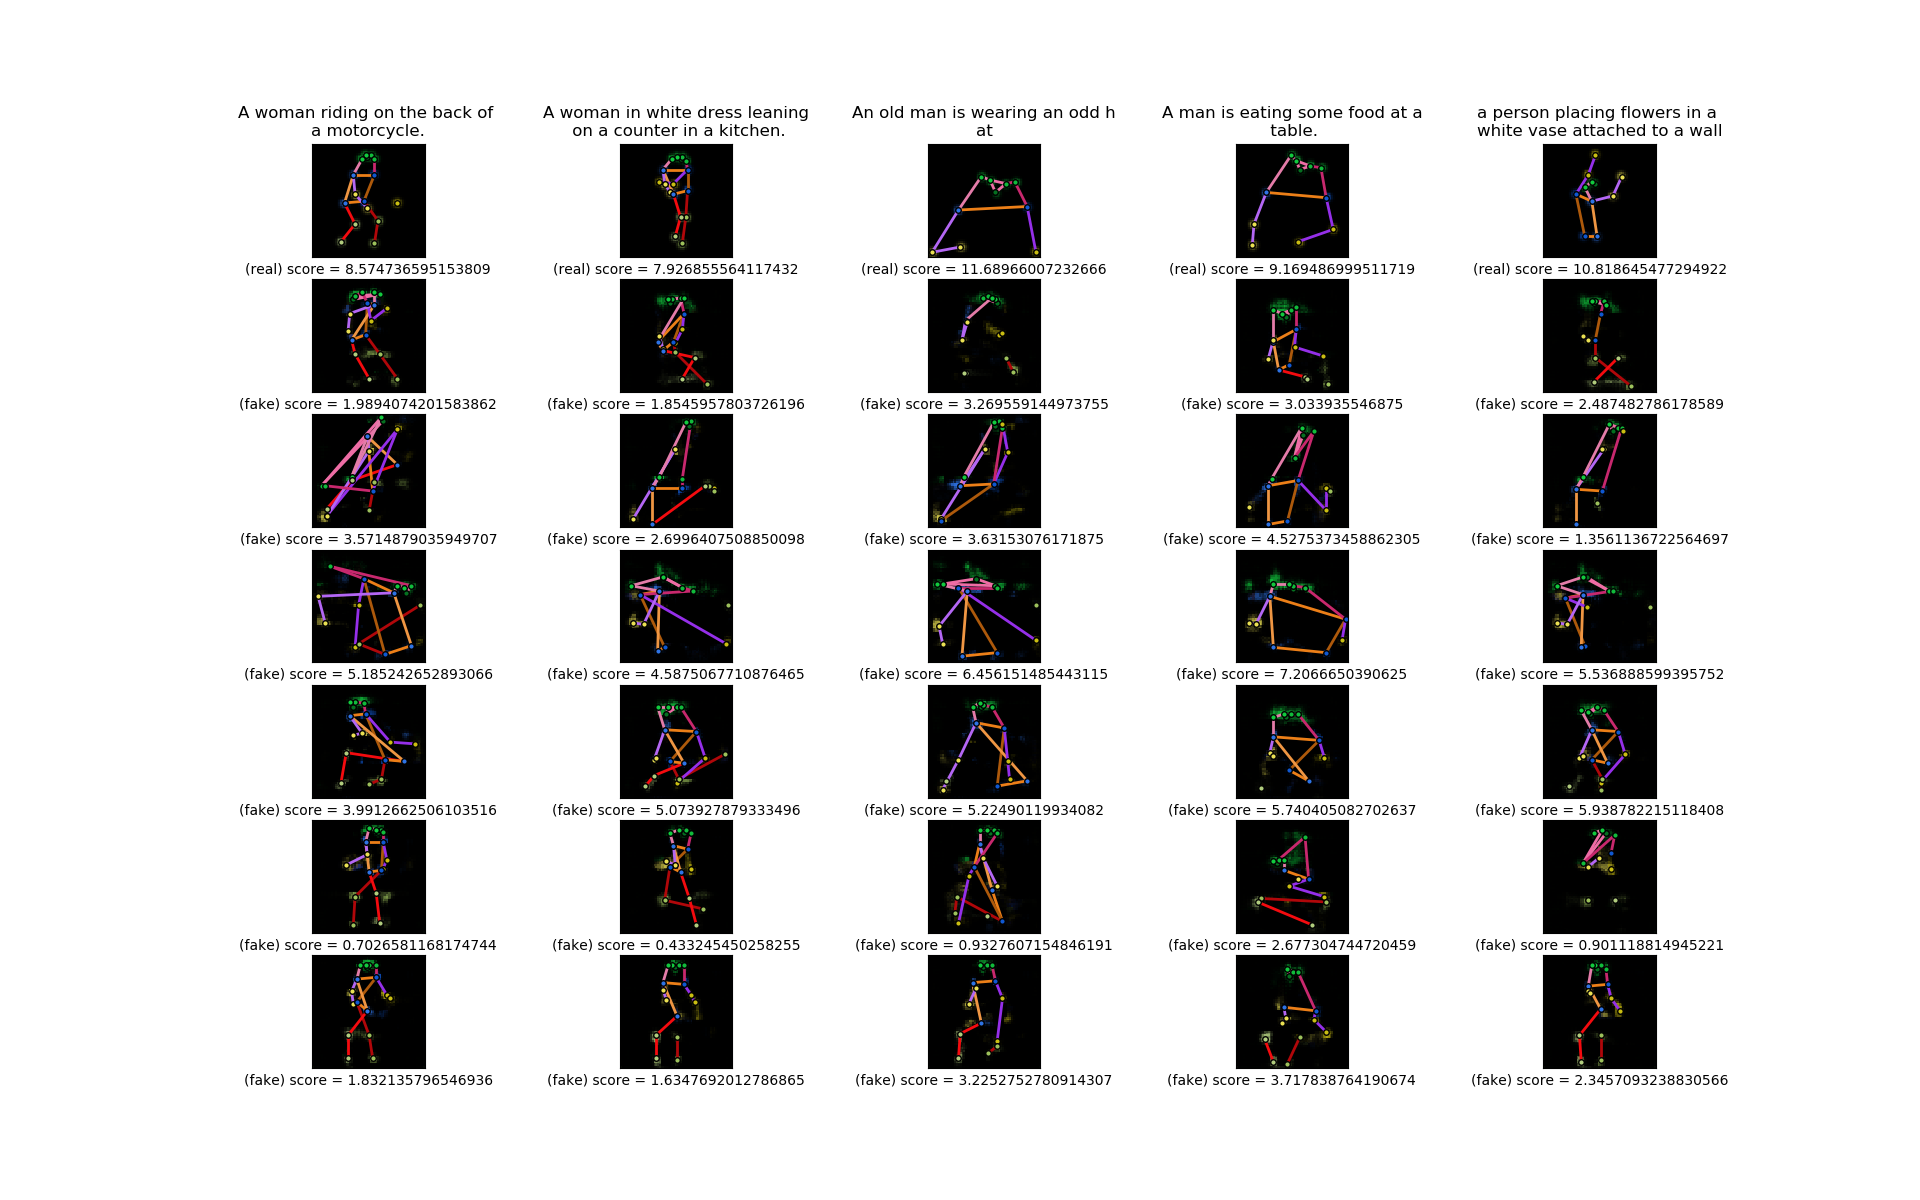 A woman riding on the back of
a motorcycle.
A woman in white dress leaning
on a counter in a kitchen.
An old man is wearing an odd h
at
A man is eating some food at a
table.
a person placing flowers in a
white vase attached to a wall
(real) score = 8.574736595153809
(real) score = 7.926855564117432
(real) score = 11.68966007232666
(real) score = 9.169486999511719
(real) score = 10.818645477294922
(fake) score = 1.9894074201583862
(fake) score = 1.8545957803726196
(fake) score = 3.269559144973755
(fake) score = 3.033935546875
(fake) score = 2.487482786178589
(fake) score = 3.5714879035949707
(fake) score = 2.6996407508850098
(fake) score = 3.63153076171875
(fake) score = 4.5275373458862305
(fake) score = 1.3561136722564697
(fake) score = 5.185242652893066
(fake) score = 4.5875067710876465
(fake) score = 6.456151485443115
(fake) score = 7.2066650390625
(fake) score = 5.536888599395752
(fake) score = 3.9912662506103516
(fake) score = 5.073927879333496
(fake) score = 5.22490119934082
(fake) score = 5.740405082702637
(fake) score = 5.938782215118408
(fake) score = 0.7026581168174744
(fake) score = 0.433245450258255
(fake) score = 0.9327607154846191
(fake) score = 2.677304744720459
(fake) score = 0.901118814945221
(fake) score = 1.832135796546936
(fake) score = 1.6347692012786865
(fake) score = 3.2252752780914307
(fake) score = 3.717838764190674
(fake) score = 2.3457093238830566